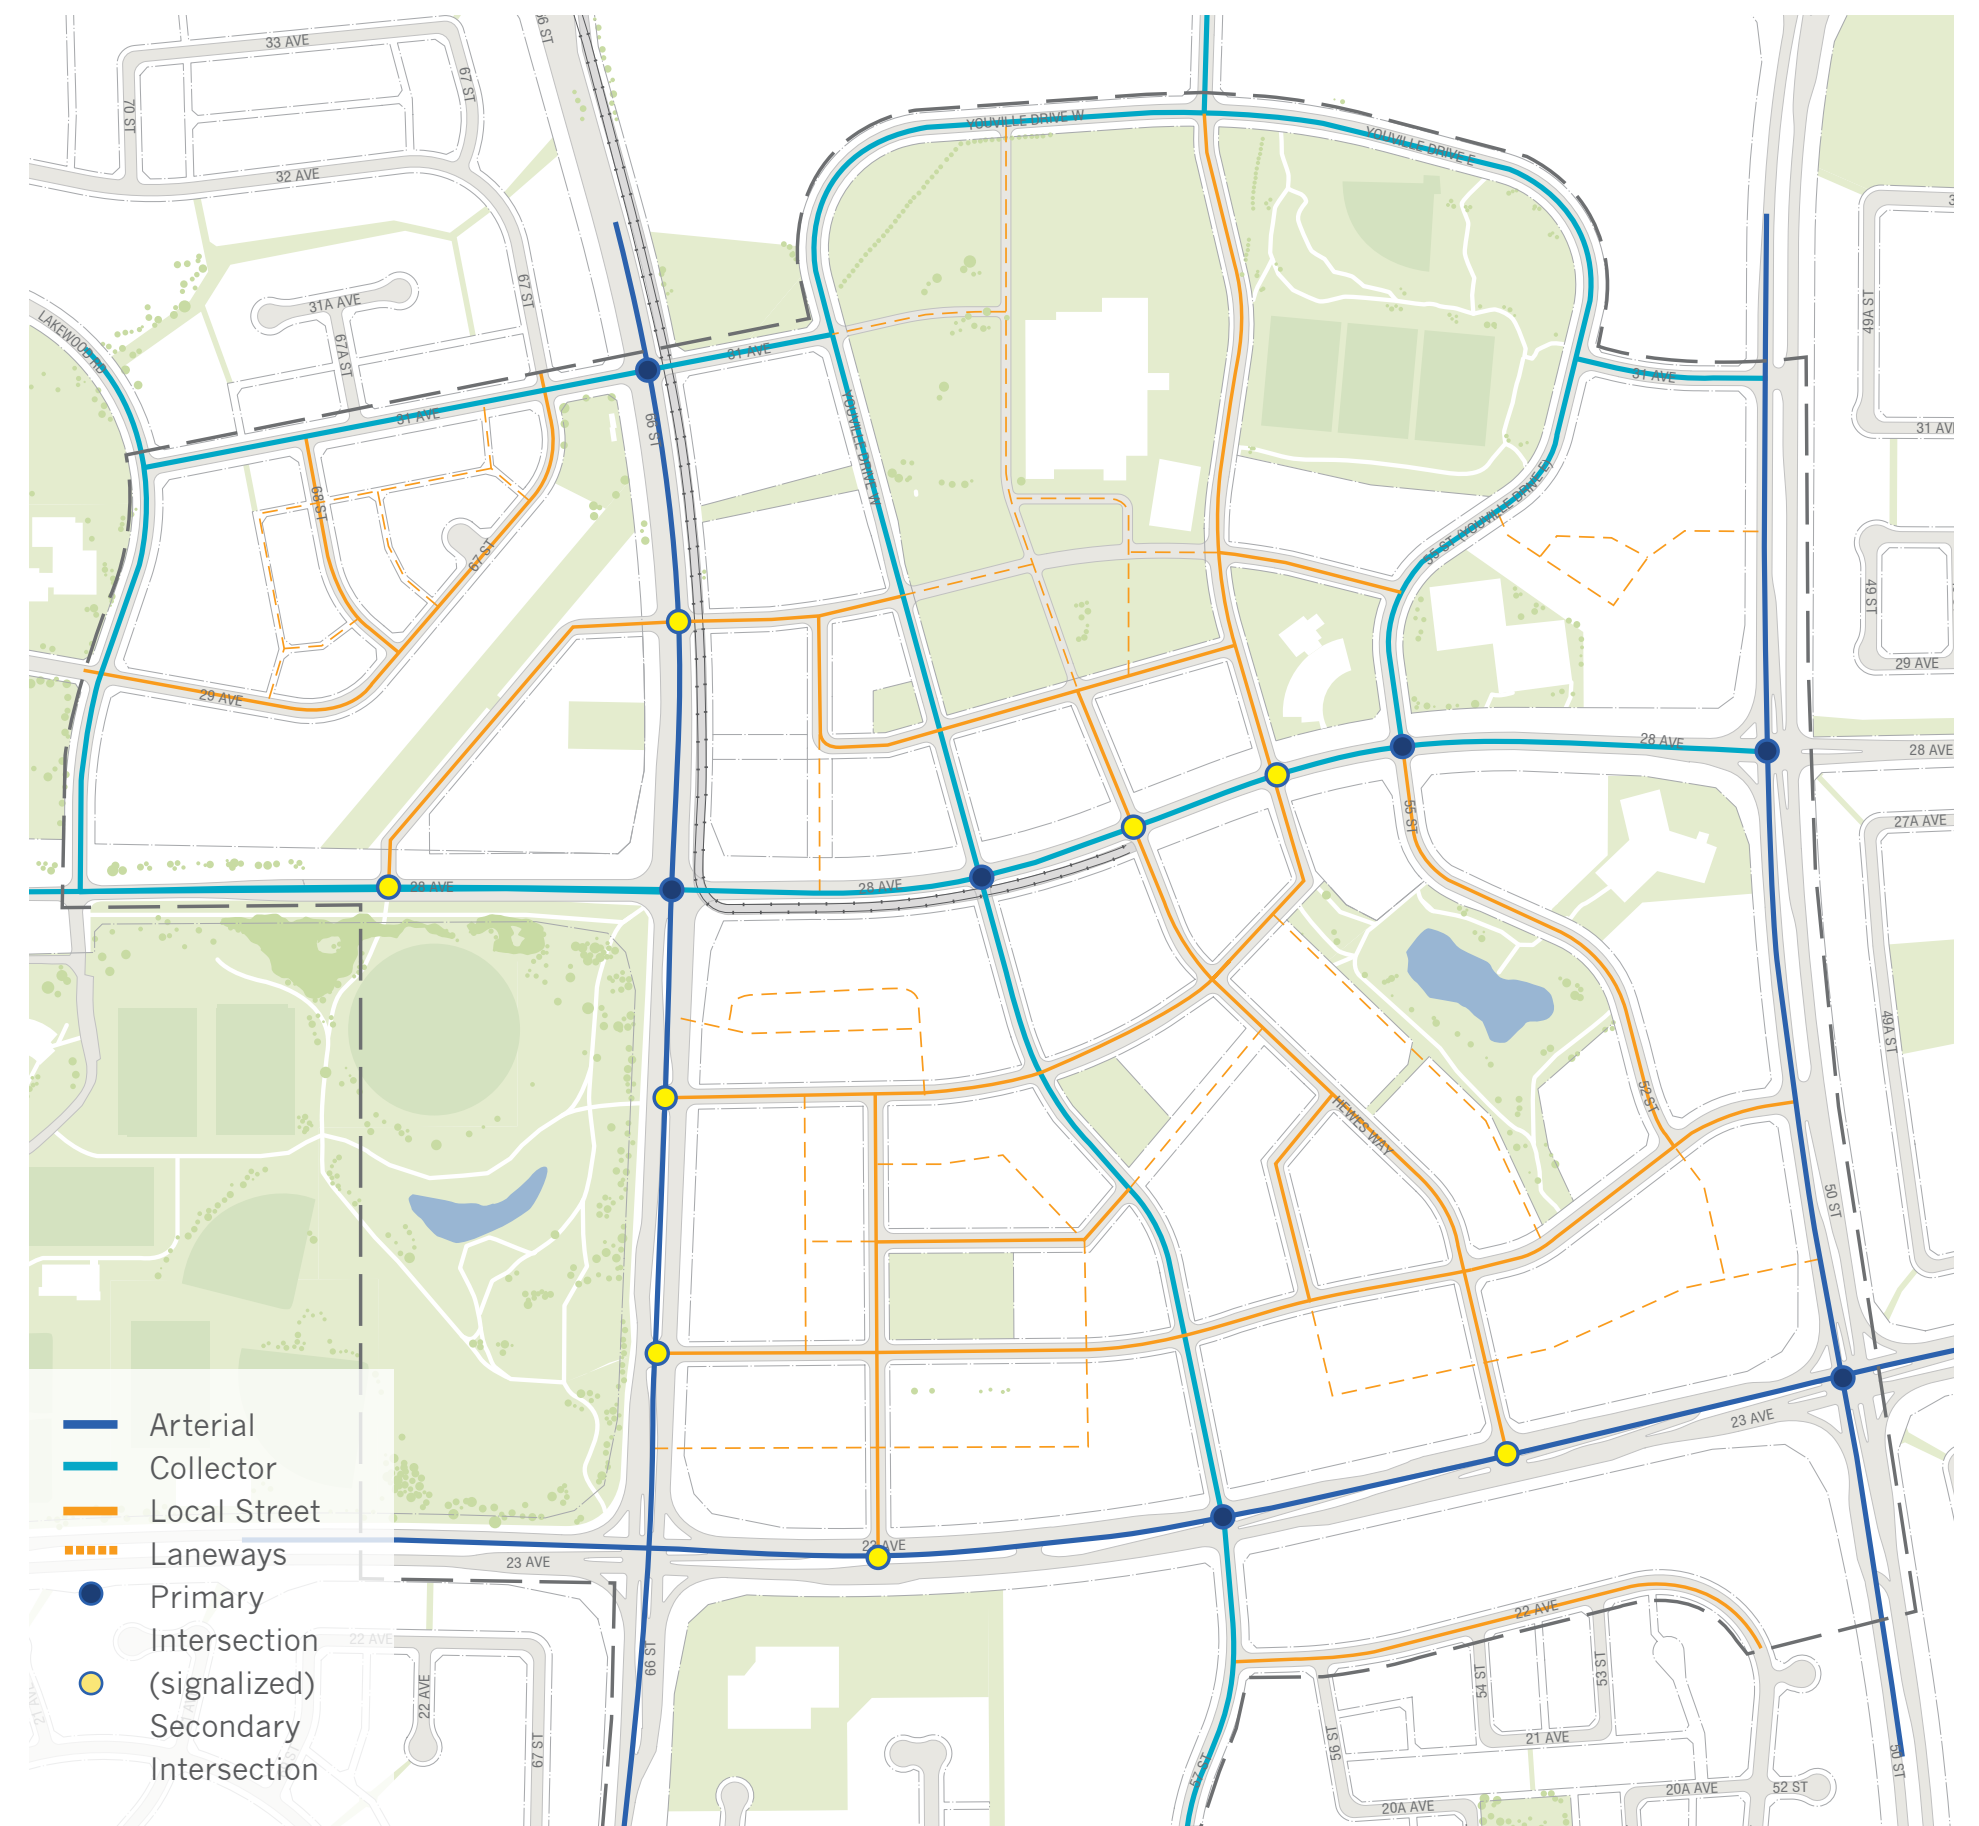 66 ST
33 AVE
67 ST
70 ST
YOUVILLE DRIVE W
YOUVILLE DRIVE E
32 AVE
67 ST
31A AVE
49A ST
LAKEWOOD RD
67A ST
31 AVE
31 AVE
31 AVE
66 ST
31 AVE
YOUVILLE DRIVE W
68 ST
55 ST (YOUVILLE DRIVE E)
67 ST
49 ST
29 AVE
29 AVE
28 AVE
28 AVE
55 ST
27A AVE
28 AVE
28 AVE
49A ST
52 ST
HEWES WAY
50 ST
23 AVE
23 AVE
23 AVE
Arterial
Collector
Local Street
Laneways
Primary
Intersection
(signalized)
Secondary
Intersection
22 AVE
22 AVE
66 ST
22 AVE
54 ST
53 ST
21 AVE
67 ST
21 AVE
56 ST
57 ST
50 ST
20A AVE
52 ST
20A AVE